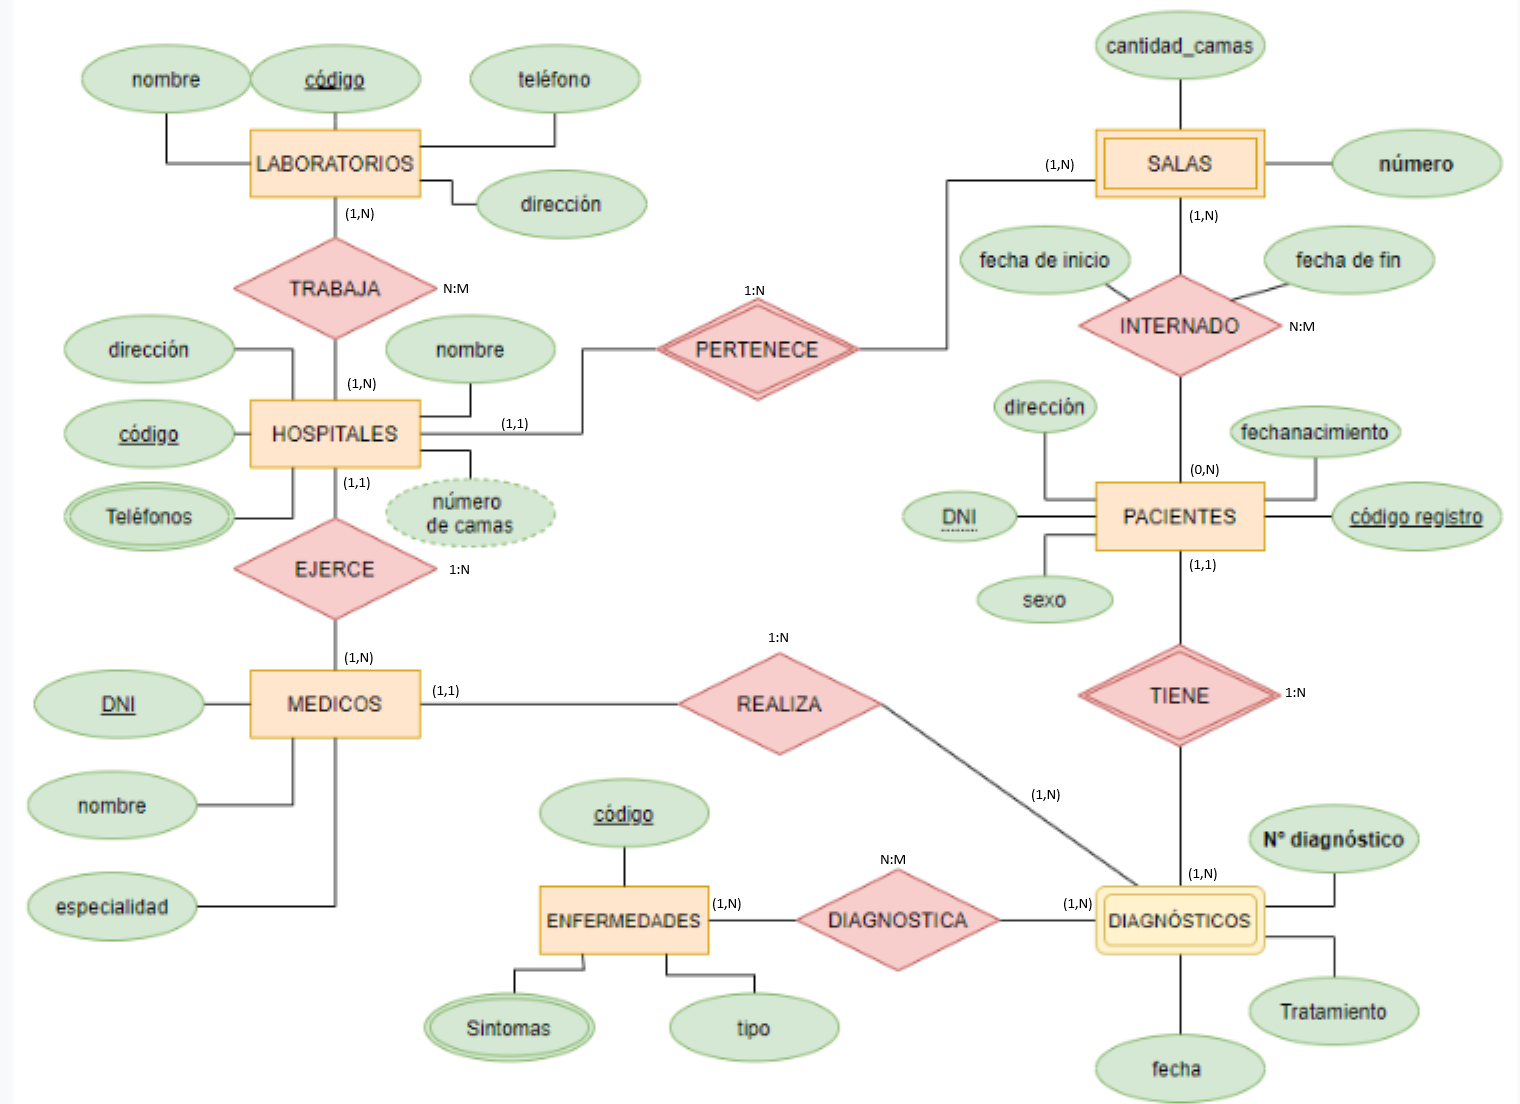 cantidad_camas
nombre
código
teléfono
LABORATORIOS
SALAS
número
(1,N)
dirección
(1,N)
(1,N)
fecha de inicio
fecha de fin
TRABAJA
N:M
1:N
INTERNADO
N:M
dirección
nombre
PERTENECE
(1,N)
dirección
código
HOSPITALES
(1,1)
fechanacimiento
(0,N)
(1,1)
Teléfonos
número
de camas
DNI
PACIENTES
código registro
EJERCE
1:N
(1,1)
sexo
(1,N)
1:N
DNI
MEDICOS
(1,1)
REALIZA
TIENE
1:N
nombre
(1,N)
código
Nº diagnóstico
N:M
(1,N)
especialidad
ENFERMEDADES
(1,N)
DIAGNOSTICA
(1,N)
DIAGNÓSTICOS
Sintomas
tipo
Tratamiento
fecha